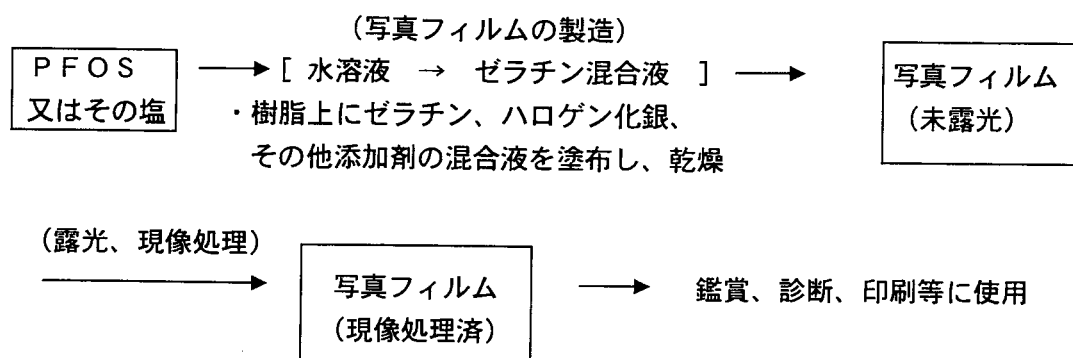 (写真フィルムの製造)
PFOS
又はその塩
[ 水溶液 → ゼラチン混合液 ]
・樹脂上にゼラチン、ハロゲン化銀、
その他添加剤の混合液を塗布し、乾燥
写真フィルム
(未露光)
(露光、現像処理)
写真フィルム
(現像処理済)
鑑賞、診断、印刷等に使用